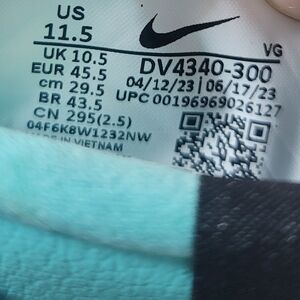 US
11.5
VG
UK 10.5
EUR 45.5
cm 29.5
BR 43.5
CN 295(2.5)
DV4340-300
04/12/23 | 06/17/23
UPC 00196969026127
04F6K8W1232NW
MADE IN VIETNAM